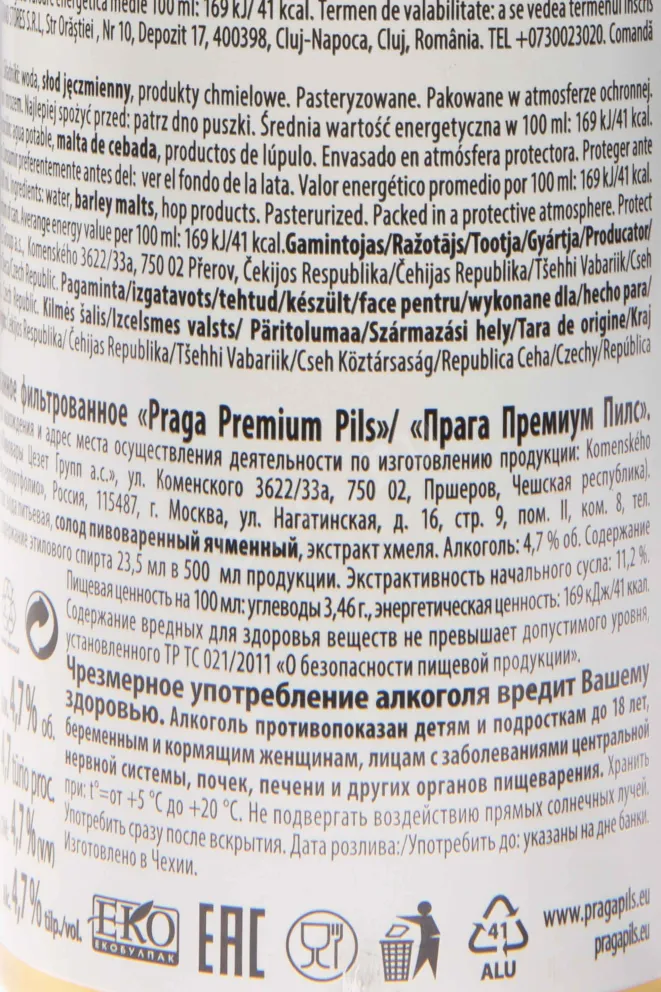 energetică medie 100 ml: 169 kJ/ 41 kcal. Termen de valabilitate: a se vedea termenul înscris
S.R.L, Str Orăștiei , Nr 10, Depozit 17, 400398, Cluj-Napoca, Cluj, România. TEL +0730023020. Comandă
woda, słod jęczmienny, produkty chmielowe. Pasteryzowane. Pakowane w atmosferze ochronnej.
Najlepiej spożyć przed: patrz dno puszki. Średnia wartość energetyczna w 100 ml: 169 kJ/41 kcal.
agua potable, malta de cebada, productos de lúpulo. Envasado en atmósfera protectora. Proteger ante
preferentemente antes del: ver el fondo de la lata. Valor energético promedio por 100 ml: 169 kJ/41 kcal.
ingredients: water, barley malts, hop products. Pasteurized. Packed in a protective atmosphere. Protect
Average energy value per 100 ml: 169 kJ/41 kcal.Gamintojas/Ražotājs/Tootja/Gyártja/Producator/
a.s., Komenského 3622/33a, 750 02 Přerov, Čekijos Respublika/Čehijas Republika/Tšehhi Vabariik/Cseh
Czech Republic. Pagaminta/izgatavots/tehtud/készült/face pentru/wykonane dla/hecho para/
Czech Republic. Kilmės šalis/Izcelsmes valsts/ Päritolumaa/Származási hely/Tara de origine/Kraj
Respublika/Čehijas Republika/Tšehhi Vabariik/Cseh Köztársaság/Republica Ceha/Czechy/República
фильтрованное «Praga Premium Pils»/ «Прага Премиум Пилс».
и адрес места осуществления деятельности по изготовлению продукции: Komenského
Цезет Групп а.с.», ул. Коменского 3622/33а, 750 02, Пршеров, Чешская республика).
Россия, 115487, г. Москва, ул. Нагатинская, д. 16, стр. 9, пом. II, ком. 8, тел.
питьевая, солод пивоваренный ячменный, экстракт хмеля. Алкоголь: 4,7 % об. Содержание
этилового спирта 23,5 мл в 500 мл продукции. Экстрактивность начального сусла: 11,2 %.
Пищевая ценность на 100 мл: углеводы 3,46 г., энергетическая ценность: 169 кДж/41 ккал.
Содержание вредных для здоровья веществ не превышает допустимого уровня,
установленного ТР ТС 021/2011 «О безопасности пищевой продукции».
Чрезмерное употребление алкоголя вредит Вашему
здоровью. Алкоголь противопоказан детям и подросткам до 18 лет,
беременным и кормящим женщинам, лицам с заболеваниями центральной
нервной системы, почек, печени и других органов пищеварения. Хранить
при: t°=от +5 °C до +20 °C. Не подвергать воздействию прямых солнечных лучей.
Употребить сразу после вскрытия. Дата розлива:/Употребить до: указаны на дне банки.
Изготовлено в Чехии.
4,7 % об.
4,7 tūrio proc.
4,7 %
4,7 % tilp./vol.
ЕКО
ЕКОБУЛПАК
EAC
41
ALU
www.pragapils.eu
pragapils.eu